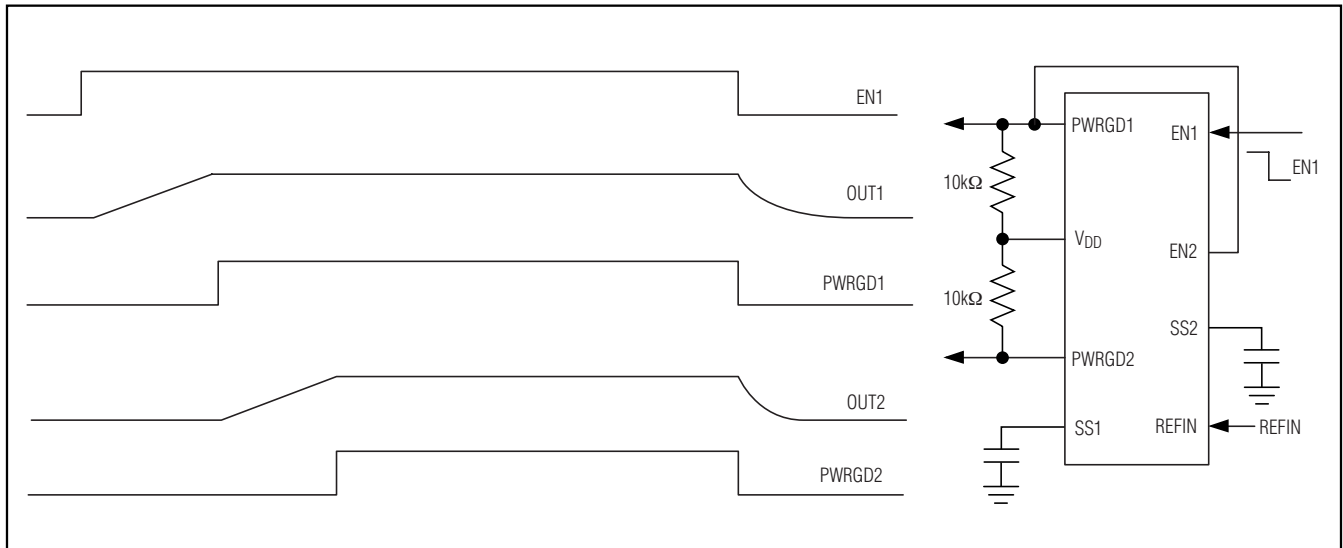 EN1
OUT1
PWRGD1
OUT2
PWRGD2
PWRGD1
EN1
EN1
10kΩ
VDD
EN2
10kΩ
SS2
PWRGD2
SS1
REFIN
REFIN